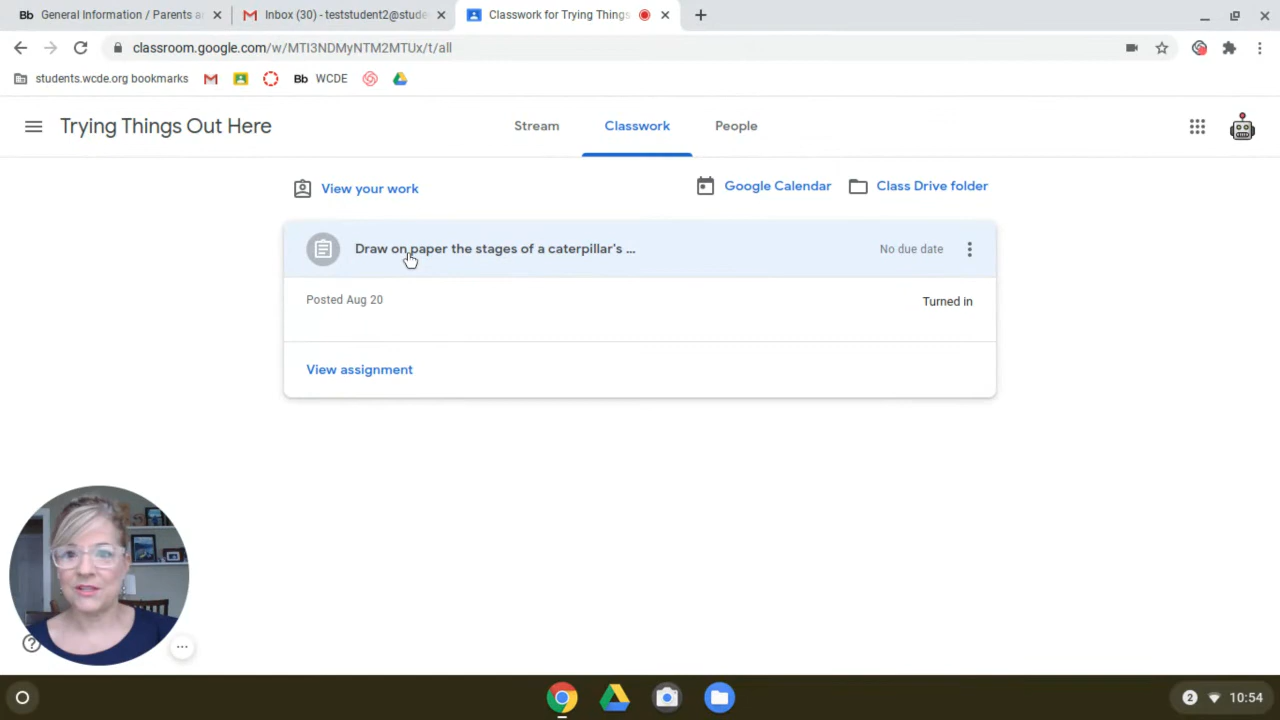 Bb General Information / Parents a
Inbox (30) - teststudent2@stude
Classwork for Trying Things
classroom.google.com/w/MTI3NDMyNTM2MTUx/t/all
students.wcde.org bookmarks
Bb WCDE
Trying Things Out Here
Stream
Classwork
People
View your work
Google Calendar
Class Drive folder
Draw on paper the stages of a caterpillar's ...
No due date
Posted Aug 20
Turned in
View assignment
2
10:54